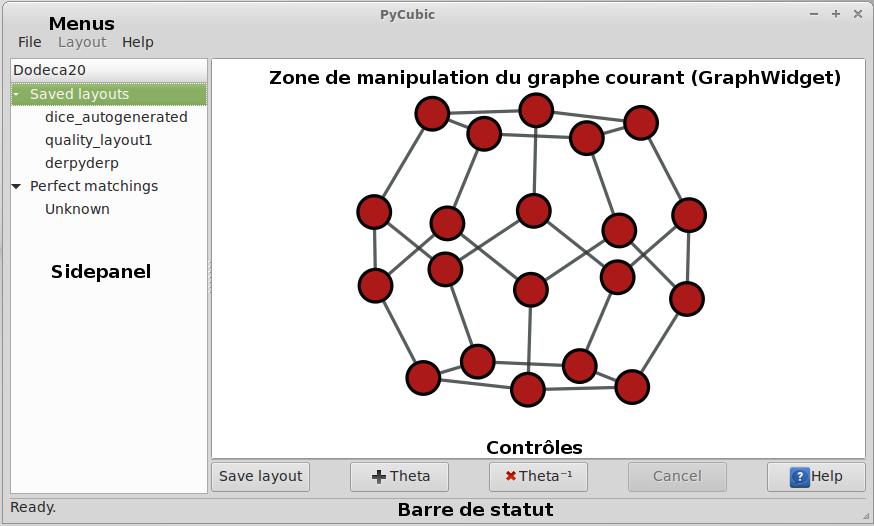 PyCubic
Menus
File Layout Help
Dodeca20
Saved layouts
dice_autogenerated
quality_layout1
derpyderp
Perfect matchings
Unknown
Sidepanel
Zone de manipulation du graphe courant (GraphWidget)
Contrôles
Save layout Theta Theta⁻¹ Cancel Help
Ready.
Barre de statut